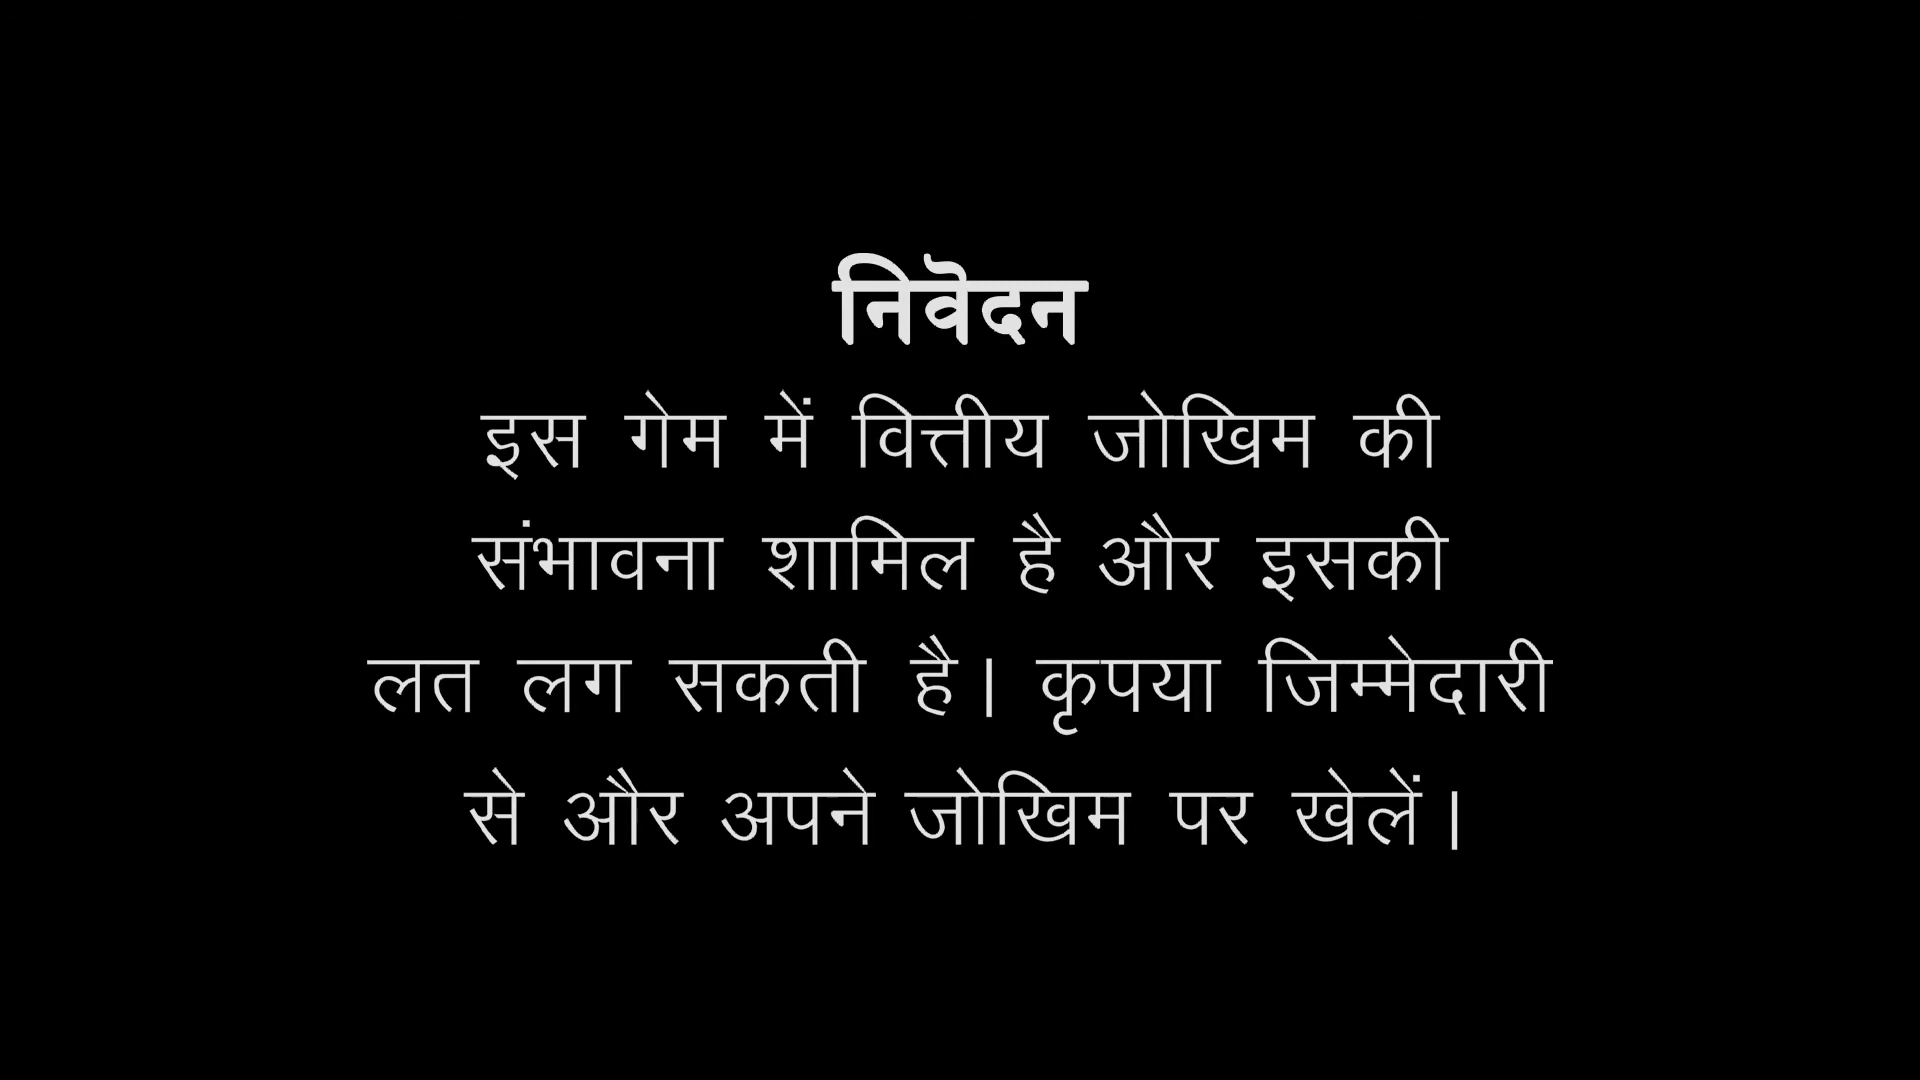 निवॆदन
इस गेम में वित्तीय जोखिम की
संभावना शामिल है और इसकी
लत लग सकती है। कृपया जिम्मेदारी
से और अपने जोखिम पर खेलें।